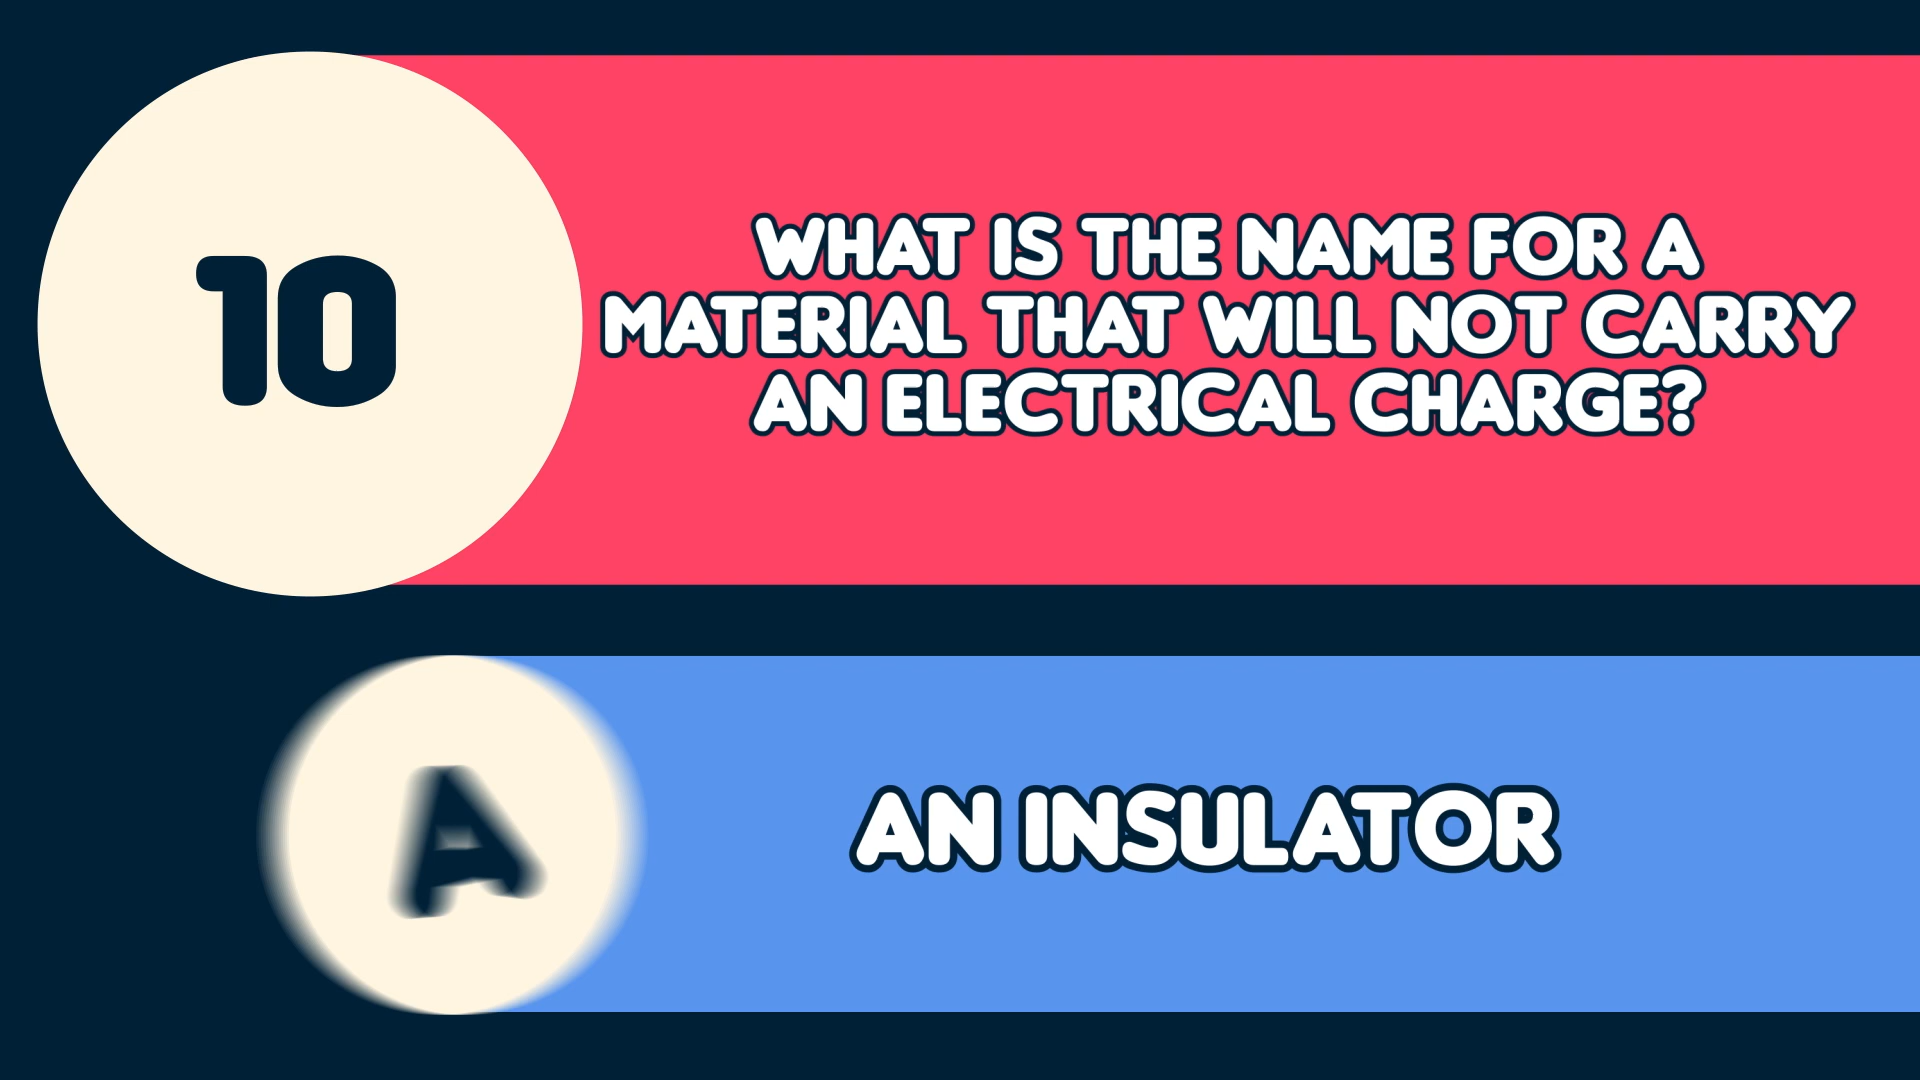 10
WHAT IS THE NAME FOR A
MATERIAL THAT WILL NOT CARRY
AN ELECTRICAL CHARGE?
A
AN INSULATOR